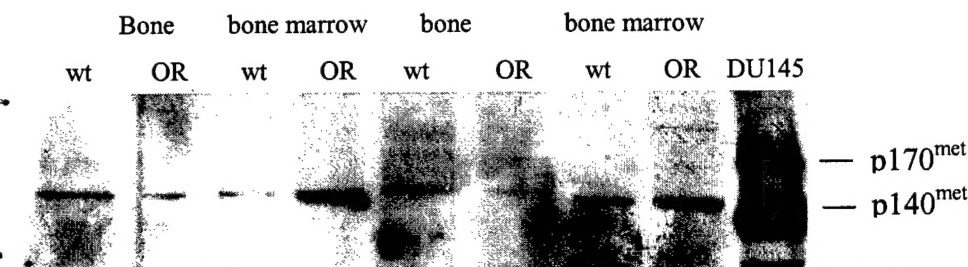 Bone bone marrow bone bone marrow
wt OR wt OR wt OR wt OR DU145
— p170met
— p140met